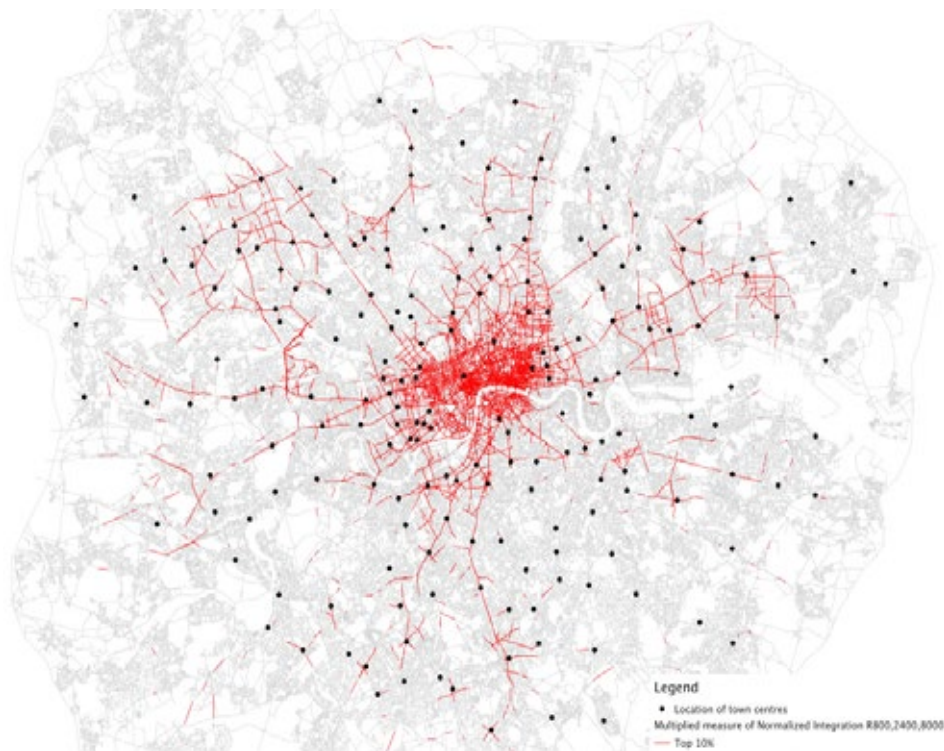 Legend
Location of town centres
Multiplied measure of Normalized Integration R800,2400,8000
Top 10%